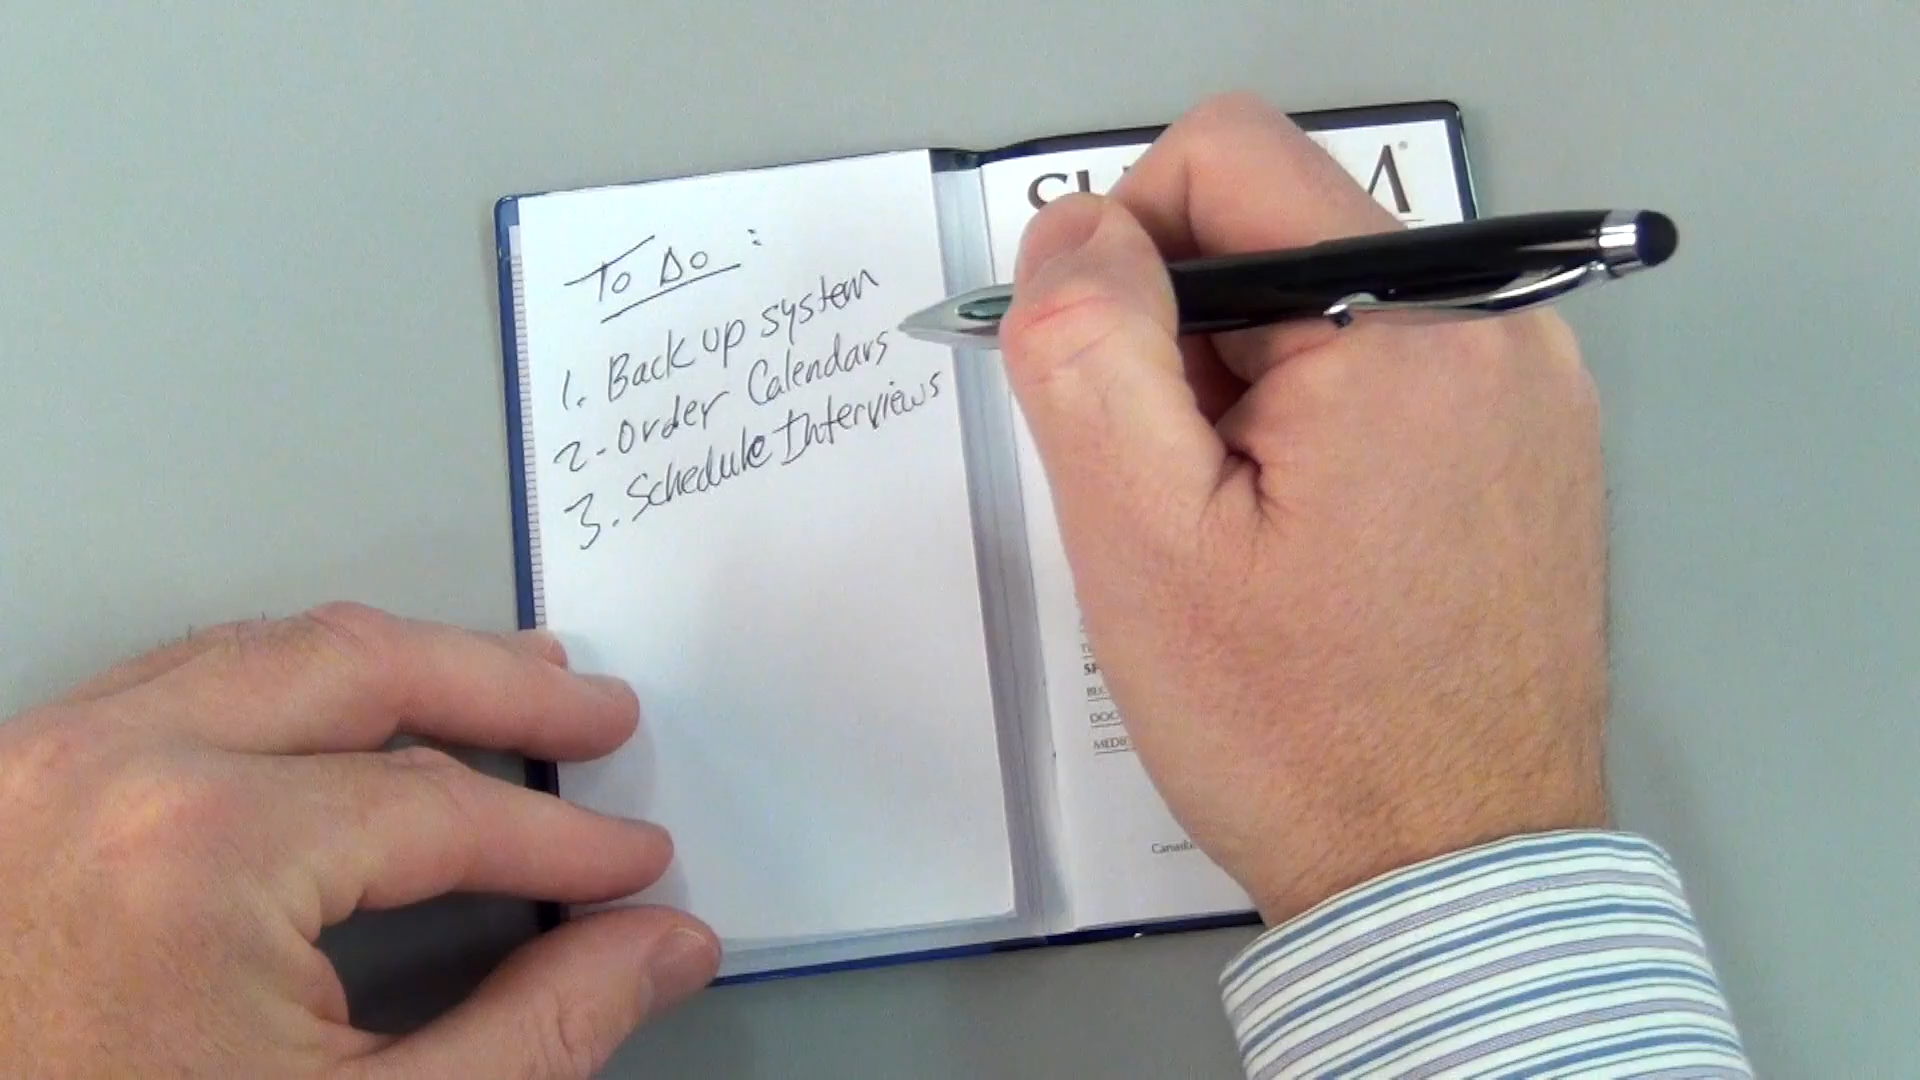 To Do :
1. Back up system
2. Order Calendars
3. Schedule Interviews